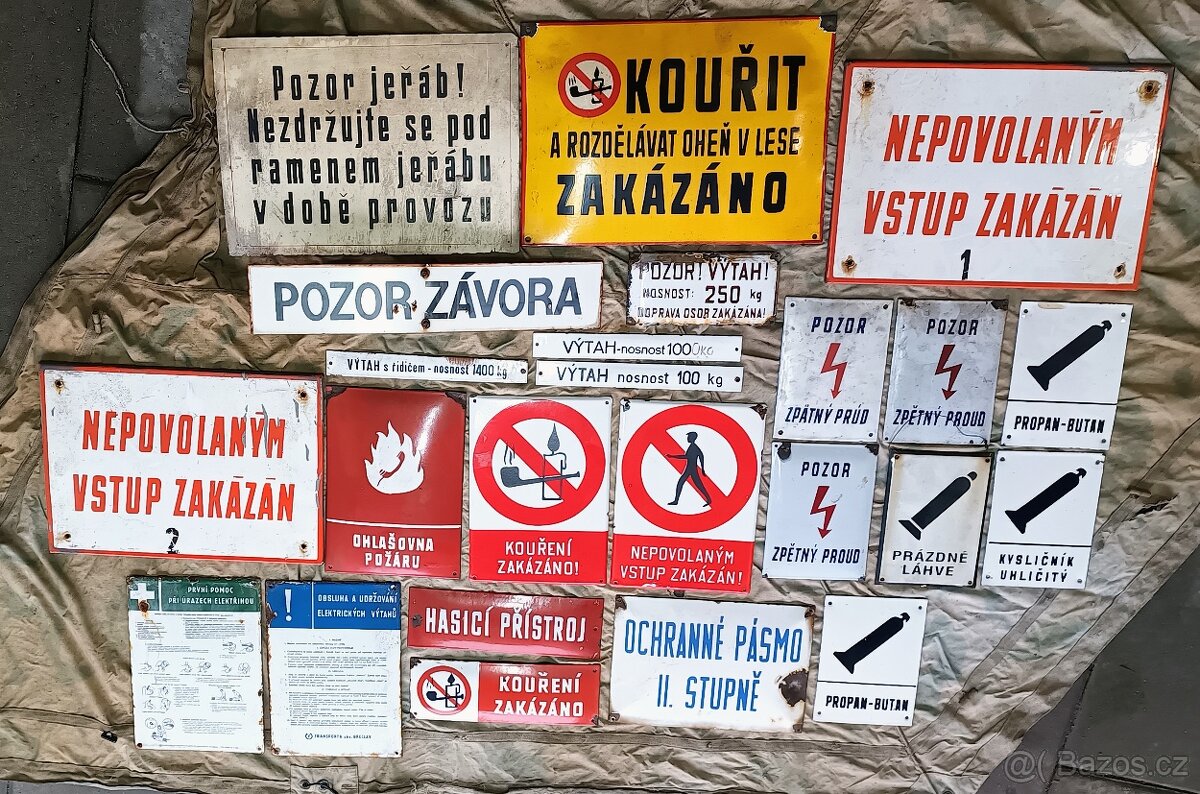 Pozor jeřáb!
Nezdržujte se pod
ramenem jeřábu
v době provozu
KOUŘIT
A ROZDĚLÁVAT OHEŇ V LESE
ZAKÁZÁNO
NEPOVOLANÝM
VSTUP ZAKÁZÁN
1
POZOR ZÁVORA
POZOR! VÝTAH!
NOSNOST: 250 kg
DOPRAVA OSOB ZAKÁZÁNA!
VÝTAH-nosnost 1000kg
VÝTAH s řidičem - nosnost 1400 kg
VÝTAH nosnost 100 kg
POZOR
ZPÄTNÝ PRÚD
POZOR
ZPĚTNÝ PROUD
PROPAN-BUTAN
NEPOVOLANÝM
VSTUP ZAKÁZÁN
2
OHLAŠOVNA
POŽÁRU
KOUŘENÍ
ZAKÁZÁNO!
NEPOVOLANÝM
VSTUP ZAKÁZÁN!
POZOR
ZPĚTNÝ PROUD
PRÁZDNÉ
LÁHVE
KYSLIČNÍK
UHLIČITÝ
PRVNÍ POMOC
PŘI ÚRAZECH ELEKTŘINOU
!
OBSLUHA A UDRŽOVÁNÍ
ELEKTRICKÝCH VÝTAHŮ
HASICÍ PŘÍSTROJ
KOUŘENÍ
ZAKÁZÁNO
OCHRANNÉ PÁSMO
II. STUPNĚ
PROPAN-BUTAN
@( Bazos.cz